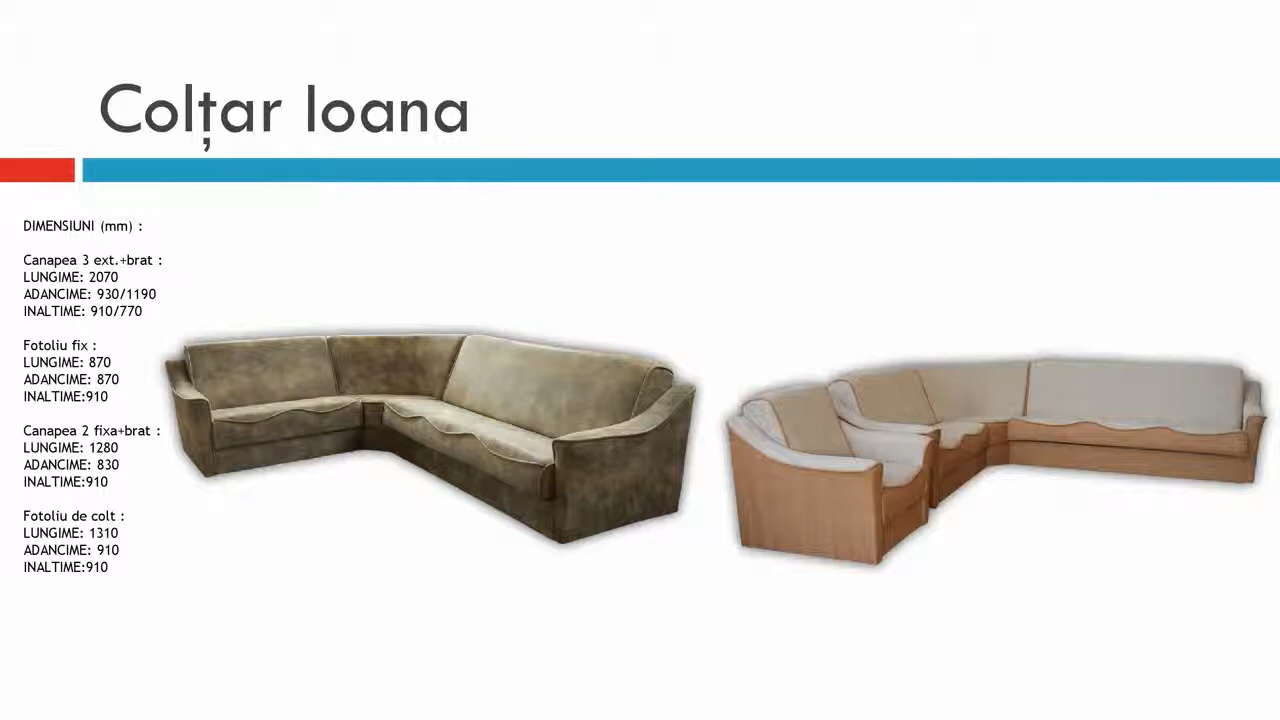 Colțar Ioana
DIMENSIUNI (mm) :
Canapea 3 ext.+brat :
LUNGIME: 2070
ADANCIME: 930/1190
INALTIME: 910/770
Fotoliu fix :
LUNGIME: 870
ADANCIME: 870
INALTIME:910
Canapea 2 fixa+brat :
LUNGIME: 1280
ADANCIME: 830
INALTIME:910
Fotoliu de colt :
LUNGIME: 1310
ADANCIME: 910
INALTIME:910